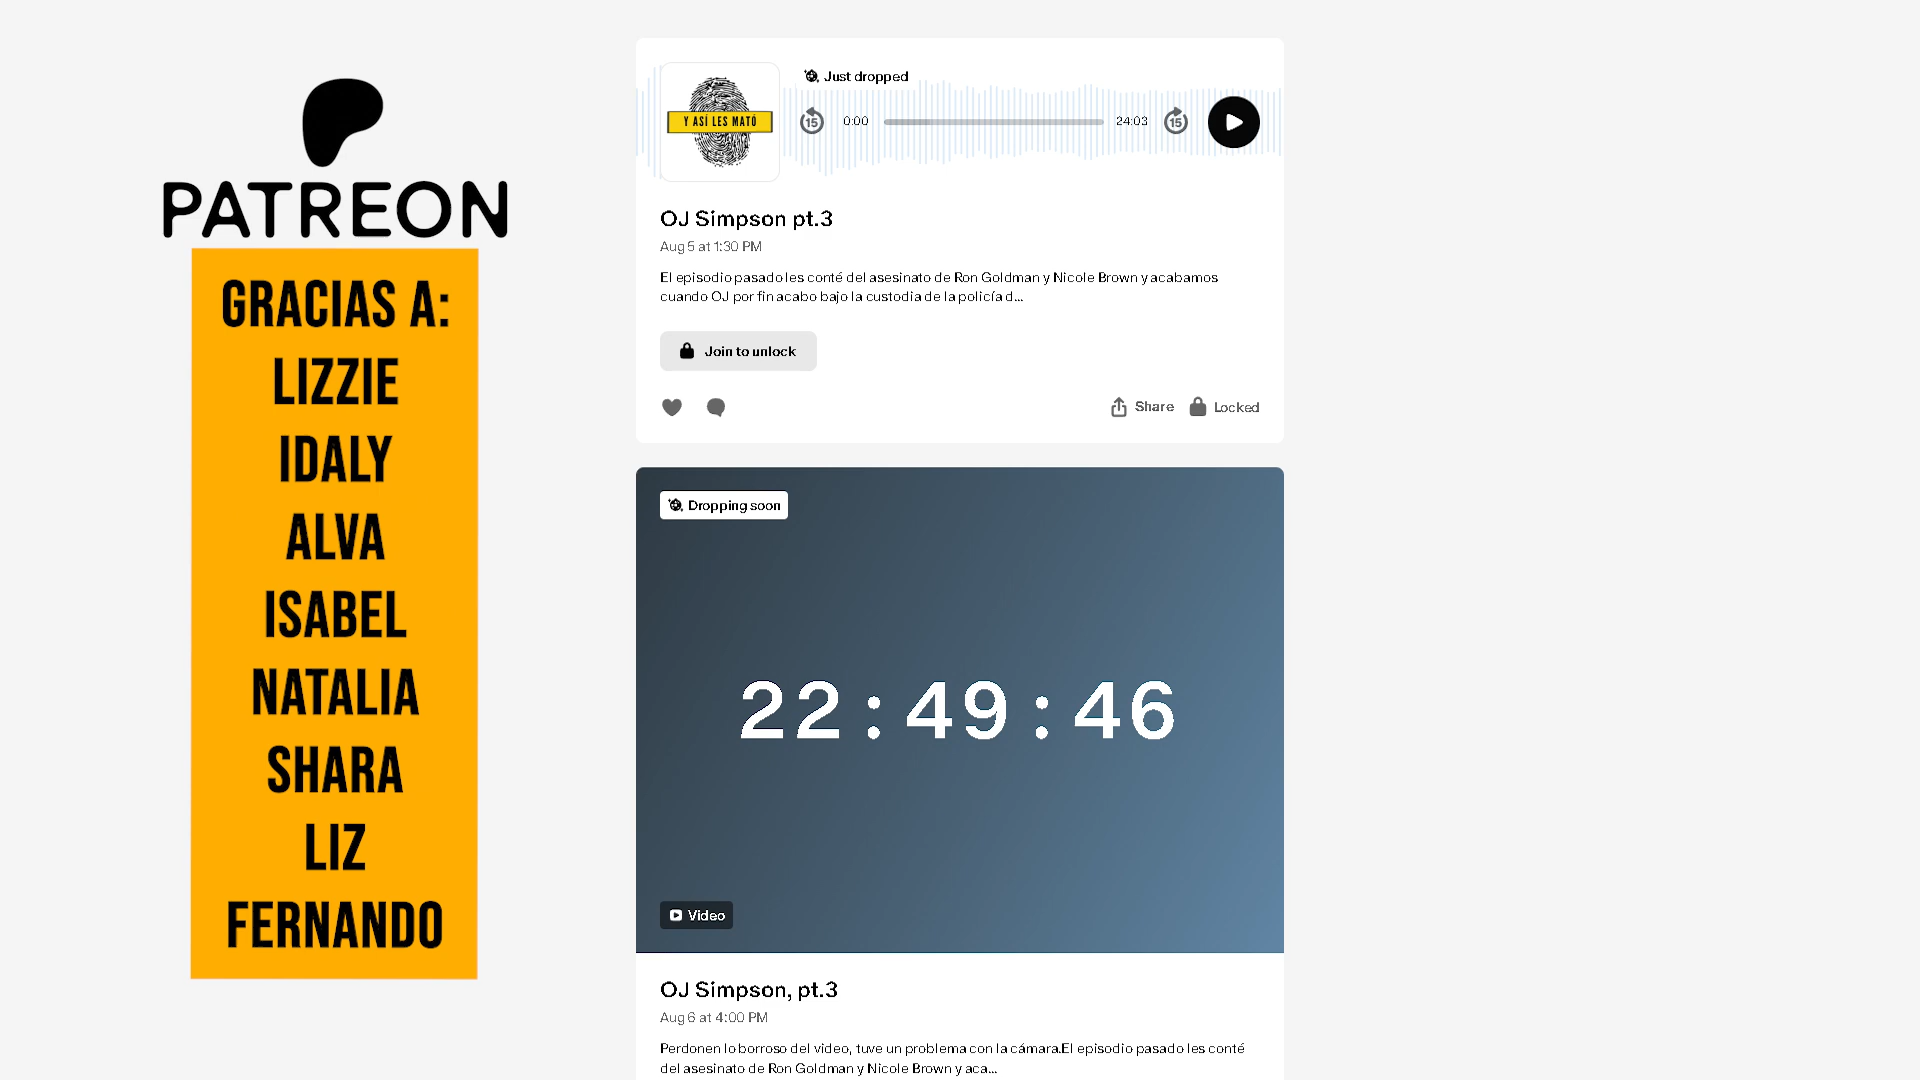 PATREON
GRACIAS A:
LIZZIE
IDALY
ALVA
ISABEL
NATALIA
SHARA
LIZ
FERNANDO
Just dropped
Y ASÍ LES MATÓ
15
0:00
24:03
15
OJ Simpson pt.3
Aug 5 at 1:30 PM
El episodio pasado les conté del asesinato de Ron Goldman y Nicole Brown y acabamos
cuando OJ por fin acabo bajo la custodia de la policía d...
Join to unlock
Share
Locked
Dropping soon
22:49:46
Video
OJ Simpson, pt.3
Aug 6 at 4:00 PM
Perdonen lo borroso del video, tuve un problema con la cámara.El episodio pasado les conté
del asesinato de Ron Goldman y Nicole Brown y aca...